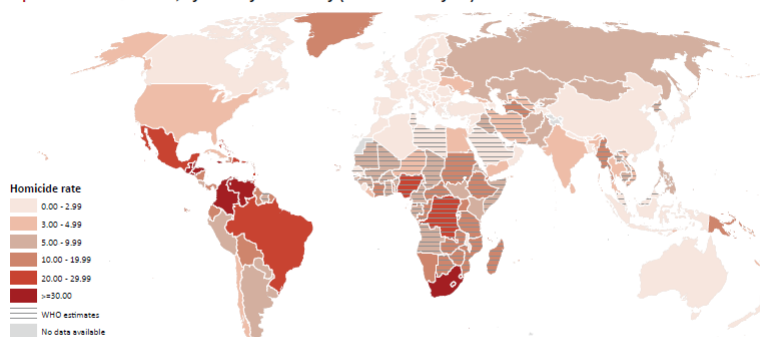 Homicide rate
0.00 - 2.99
3.00 - 4.99
5.00 - 9.99
10.00 - 19.99
20.00 - 29.99
>=30.00
WHO estimates
No data available